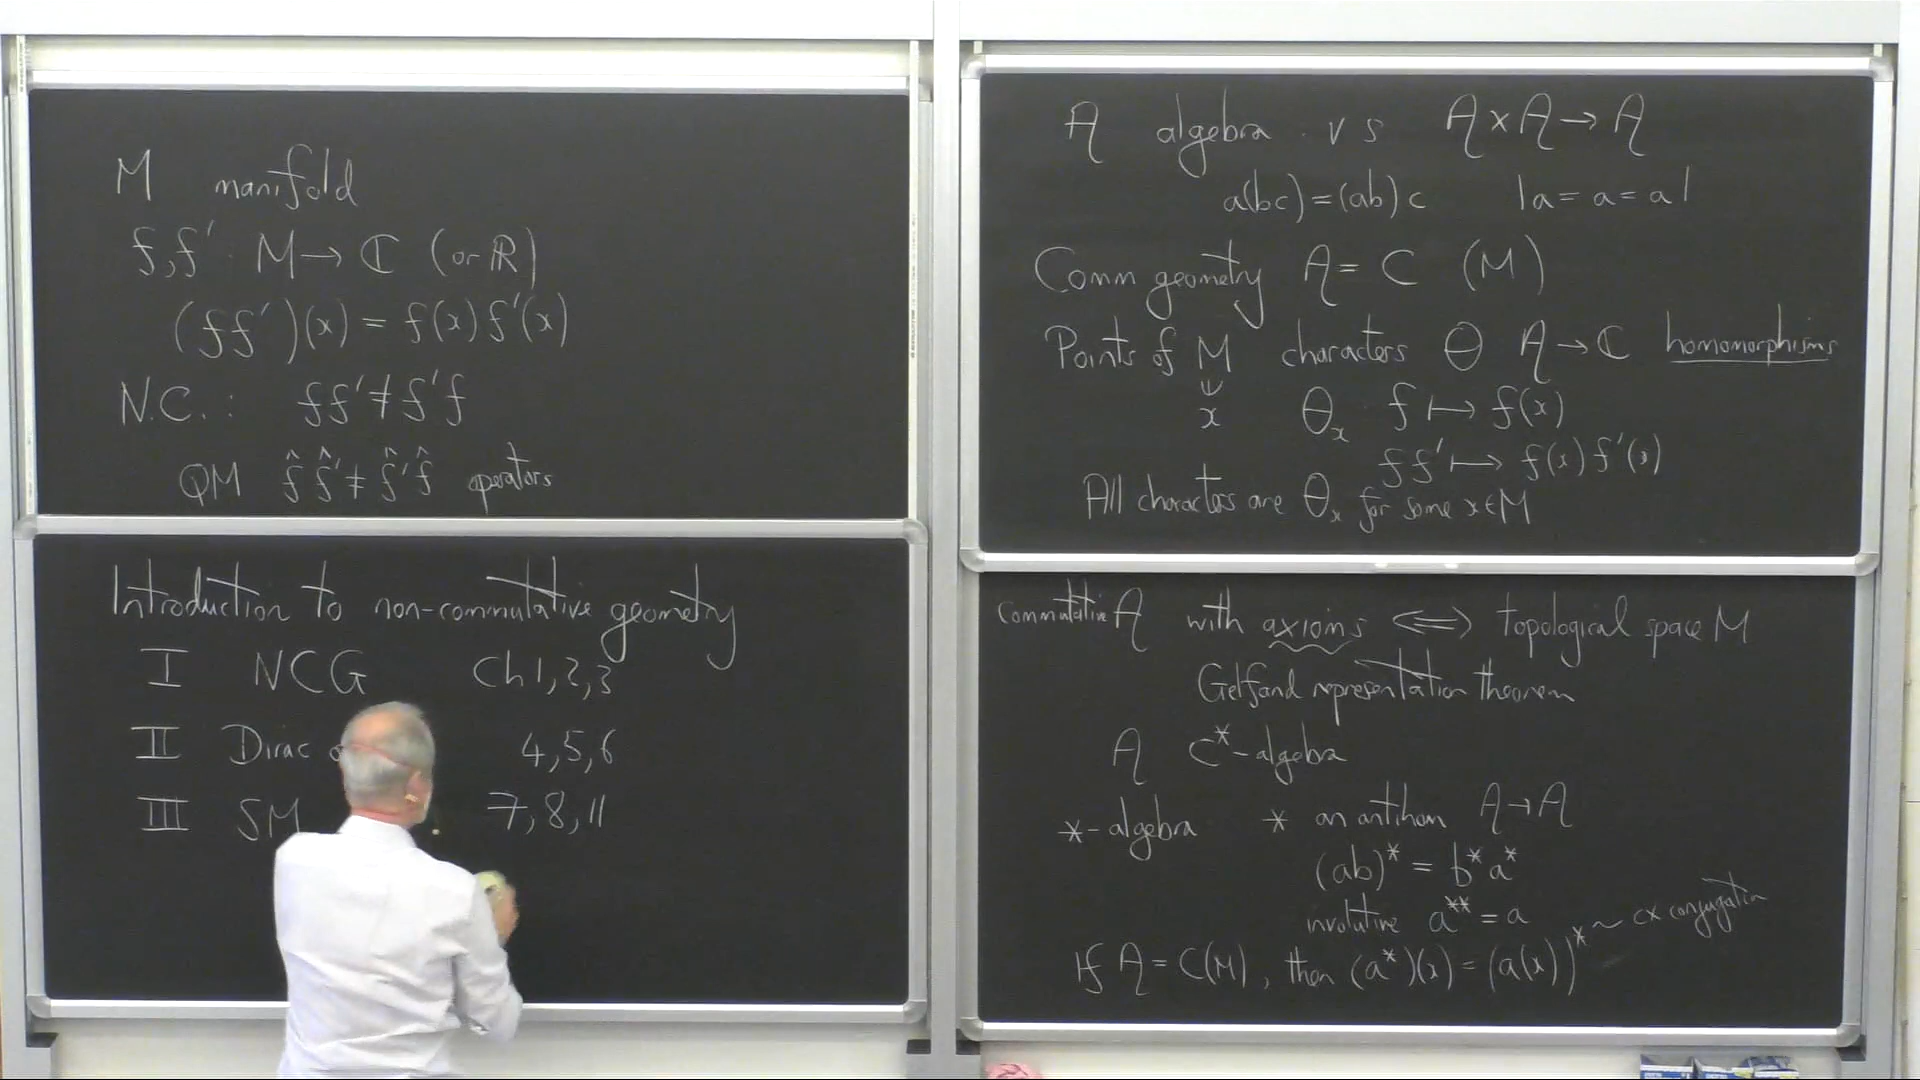 M manifold
f, f' : M → ℂ (or ℝ)
(ff')(x) = f(x) f'(x)
N.C. : ff' ≠ f'f
QM f̂ f̂' ≠ f̂' f̂ operators
Introduction to non-commutative geometry
I NCG Ch 1, 2, 3
II Dirac 4, 5, 6
III SM 7, 8, 11
A algebra v s A × A → A
a(bc) = (ab)c 1a = a = a1
Comm geometry A = C (M)
Points of M characters θ A → ℂ homomorphisms
∪
x θₓ f ↦ f(x)
ff' ↦ f(x) f'(x)
All characters are θₓ for some x ∈ M
commutative A with axioms ⟺ topological space M
Gelfand representation theorem
A C*-algebra
*-algebra * an antihom A → A
(ab)* = b* a*
involutive a** = a
If A = C(M), then (a*)(x) = (a(x))* ~ cx conjugation